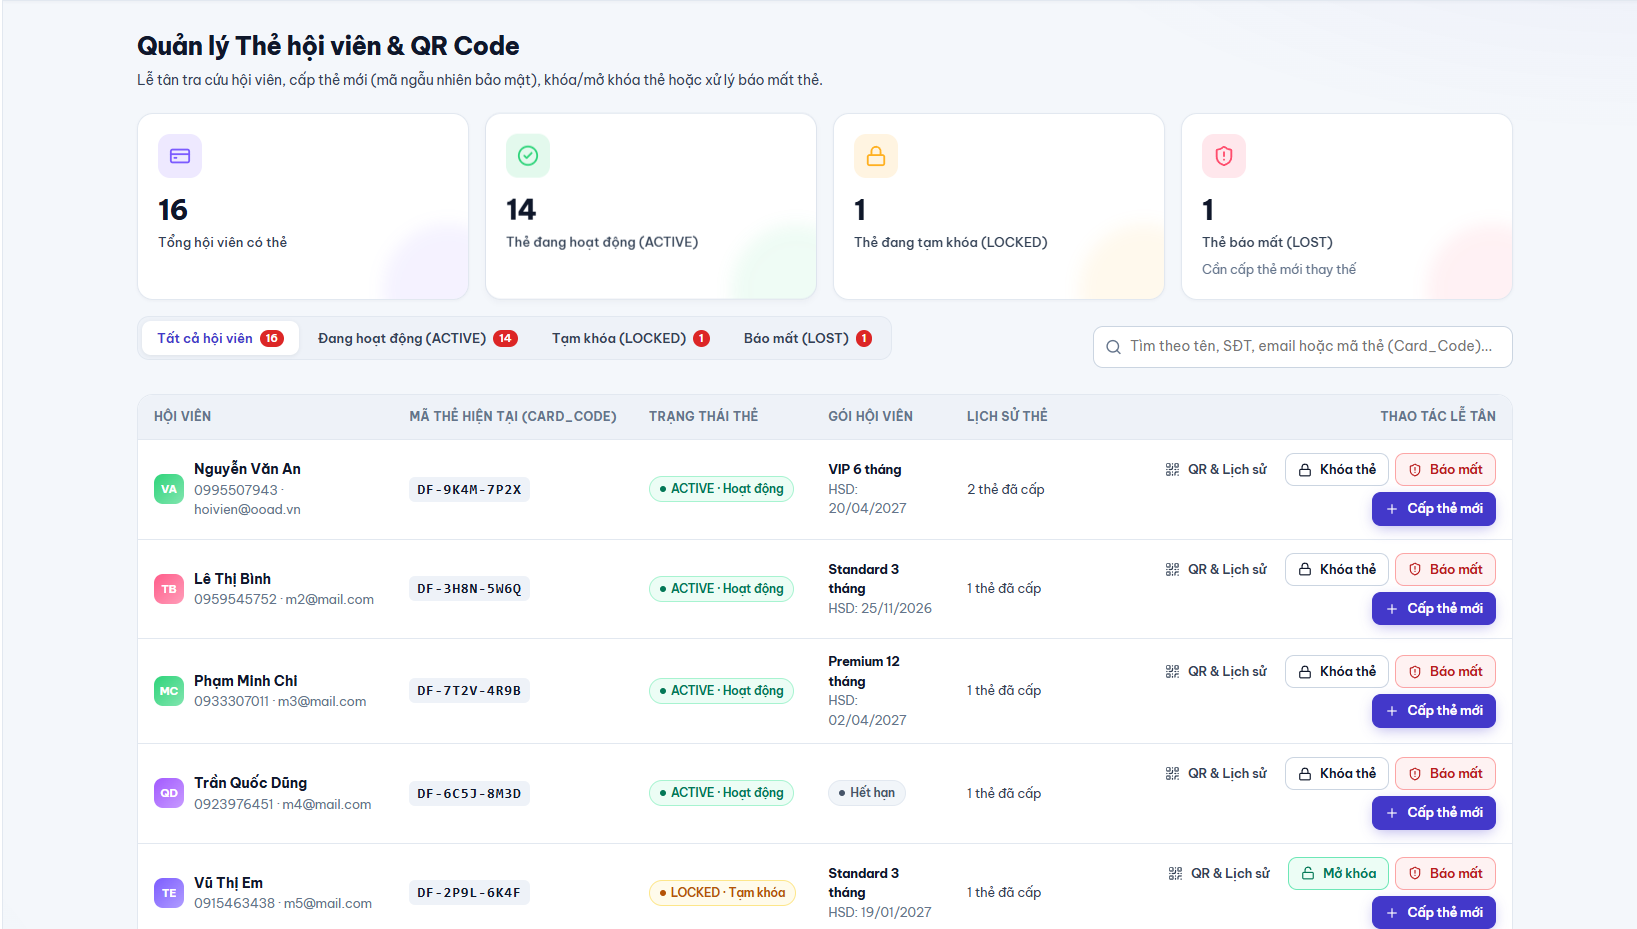 Quản lý Thẻ hội viên & QR Code
Lễ tân tra cứu hội viên, cấp thẻ mới (mã ngẫu nhiên bảo mật), khóa/mở khóa thẻ hoặc xử lý báo mất thẻ.
16
Tổng hội viên có thẻ
14
Thẻ đang hoạt động (ACTIVE)
1
Thẻ đang tạm khóa (LOCKED)
1
Thẻ báo mất (LOST)
Cần cấp thẻ mới thay thế
Tất cả hội viên 16
Đang hoạt động (ACTIVE) 14
Tạm khóa (LOCKED) 1
Báo mất (LOST) 1
Tìm theo tên, SĐT, email hoặc mã thẻ (Card_Code)...
HỘI VIÊN
MÃ THẺ HIỆN TẠI (CARD_CODE)
TRẠNG THÁI THẺ
GÓI HỘI VIÊN
LỊCH SỬ THẺ
THAO TÁC LỄ TÂN
VA
Nguyễn Văn An
0995507943 ·
hoivien@ooad.vn
DF-9K4M-7P2X
ACTIVE · Hoạt động
VIP 6 tháng
HSD:
20/04/2027
2 thẻ đã cấp
QR & Lịch sử
Khóa thẻ
Báo mất
+ Cấp thẻ mới
TB
Lê Thị Bình
0959545752 · m2@mail.com
DF-3H8N-5W6Q
ACTIVE · Hoạt động
Standard 3
tháng
HSD: 25/11/2026
1 thẻ đã cấp
QR & Lịch sử
Khóa thẻ
Báo mất
+ Cấp thẻ mới
MC
Phạm Minh Chi
0933307011 · m3@mail.com
DF-7T2V-4R9B
ACTIVE · Hoạt động
Premium 12
tháng
HSD:
02/04/2027
1 thẻ đã cấp
QR & Lịch sử
Khóa thẻ
Báo mất
+ Cấp thẻ mới
QD
Trần Quốc Dũng
0923976451 · m4@mail.com
DF-6C5J-8M3D
ACTIVE · Hoạt động
Hết hạn
1 thẻ đã cấp
QR & Lịch sử
Khóa thẻ
Báo mất
+ Cấp thẻ mới
TE
Vũ Thị Em
0915463438 · m5@mail.com
DF-2P9L-6K4F
LOCKED · Tạm khóa
Standard 3
tháng
HSD: 19/01/2027
1 thẻ đã cấp
QR & Lịch sử
Mở khóa
Báo mất
+ Cấp thẻ mới